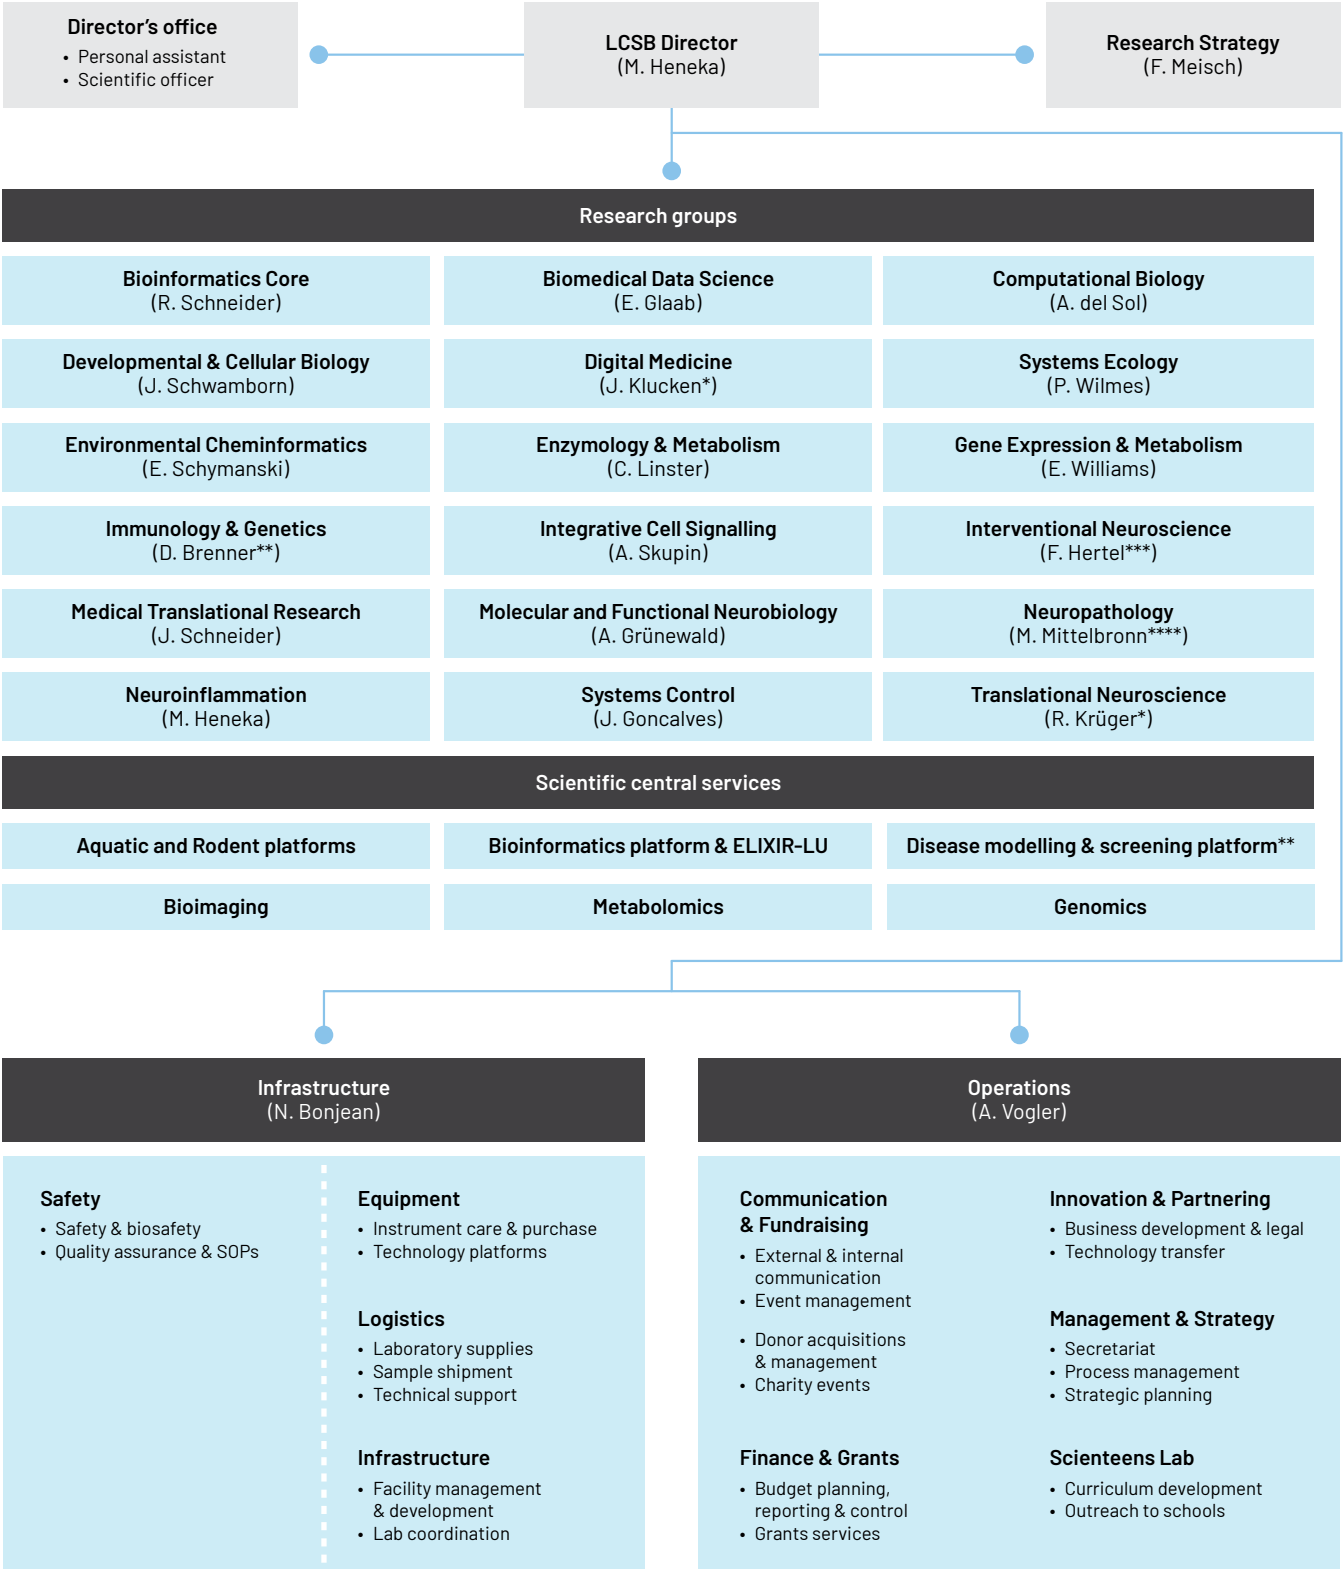 Director's office
• Personal assistant
• Scientific officer
LCSB Director
(M. Heneka)
Research Strategy
(F. Meisch)
Research groups
Bioinformatics Core
(R. Schneider)
Biomedical Data Science
(E. Glaab)
Computational Biology
(A. del Sol)
Developmental & Cellular Biology
(J. Schwamborn)
Digital Medicine
(J. Klucken*)
Systems Ecology
(P. Wilmes)
Environmental Cheminformatics
(E. Schymanski)
Enzymology & Metabolism
(C. Linster)
Gene Expression & Metabolism
(E. Williams)
Immunology & Genetics
(D. Brenner**)
Integrative Cell Signalling
(A. Skupin)
Interventional Neuroscience
(F. Hertel***)
Medical Translational Research
(J. Schneider)
Molecular and Functional Neurobiology
(A. Grünewald)
Neuropathology
(M. Mittelbronn****)
Neuroinflammation
(M. Heneka)
Systems Control
(J. Goncalves)
Translational Neuroscience
(R. Krüger*)
Scientific central services
Aquatic and Rodent platforms
Bioinformatics platform & ELIXIR-LU
Disease modelling & screening platform**
Bioimaging
Metabolomics
Genomics
Infrastructure
(N. Bonjean)
Safety
• Safety & biosafety
• Quality assurance & SOPs
Equipment
• Instrument care & purchase
• Technology platforms
Logistics
• Laboratory supplies
• Sample shipment
• Technical support
Infrastructure
• Facility management
& development
• Lab coordination
Operations
(A. Vogler)
Communication
& Fundraising
• External & internal
communication
• Event management
• Donor acquisitions
& management
• Charity events
Finance & Grants
• Budget planning,
reporting & control
• Grants services
Innovation & Partnering
• Business development & legal
• Technology transfer
Management & Strategy
• Secretariat
• Process management
• Strategic planning
Scienteens Lab
• Curriculum development
• Outreach to schools